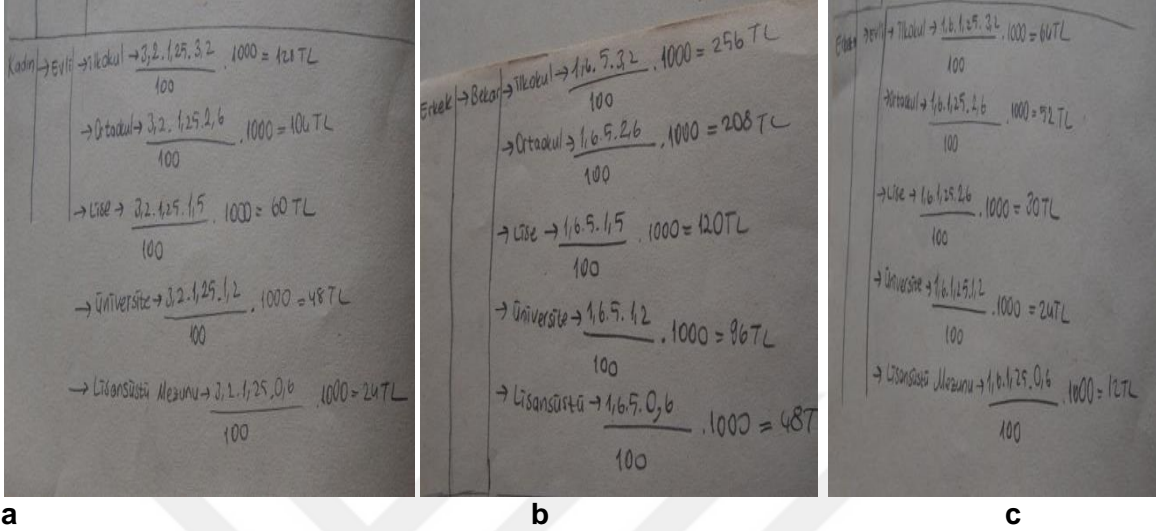 Kadın → Evli → İlkokul → 3,2.1,25.3,2 / 100 . 1000 = 128 TL
→ Ortaokul → 3,2.1,25.2,6 / 100 . 1000 = 104 TL
→ Lise → 3,2.1,25.1,5 / 100 . 1000 = 60 TL
→ Üniversite → 3,2.1,25.1,2 / 100 . 1000 = 48 TL
→ Lisansüstü Mezunu → 3,2.1,25.0,6 / 100 . 1000 = 24 TL
a
Erkek → Bekar → İlkokul → 1,6.5.3,2 / 100 . 1000 = 256 TL
→ Ortaokul → 1,6.5.2,6 / 100 . 1000 = 208 TL
→ Lise → 1,6.5.1,5 / 100 . 1000 = 120 TL
→ Üniversite → 1,6.5.1,2 / 100 . 1000 = 96 TL
→ Lisansüstü → 1,6.5.0,6 / 100 . 1000 = 48T
b
Erkek → Evli → İlkokul → 1,6.1,25.3,2 / 100 . 1000 = 64 TL
→ Ortaokul → 1,6.1,25.2,6 / 100 . 1000 = 52 TL
→ Lise → 1,6.1,25.2,6 / 100 . 1000 = 30 TL
→ Üniversite → 1,6.1,25.1,2 / 100 . 1000 = 24 TL
→ Lisansüstü Mezunu → 1,6.1,25.0,6 / 100 . 1000 = 12 TL
c